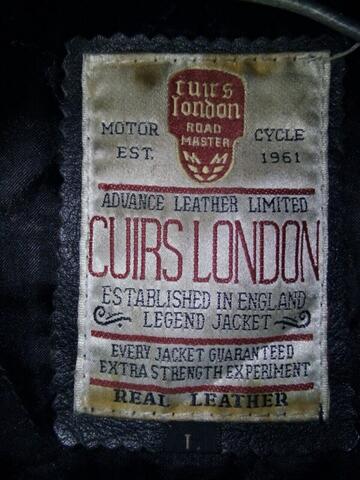 cuirs
london
ROAD
MASTER
MOTOR CYCLE
EST. 1961
ADVANCE LEATHER LIMITED
CUIRS LONDON
ESTABLISHED IN ENGLAND
LEGEND JACKET
EVERY JACKET GUARANTEED
EXTRA STRENGTH EXPERIMENT
REAL LEATHER